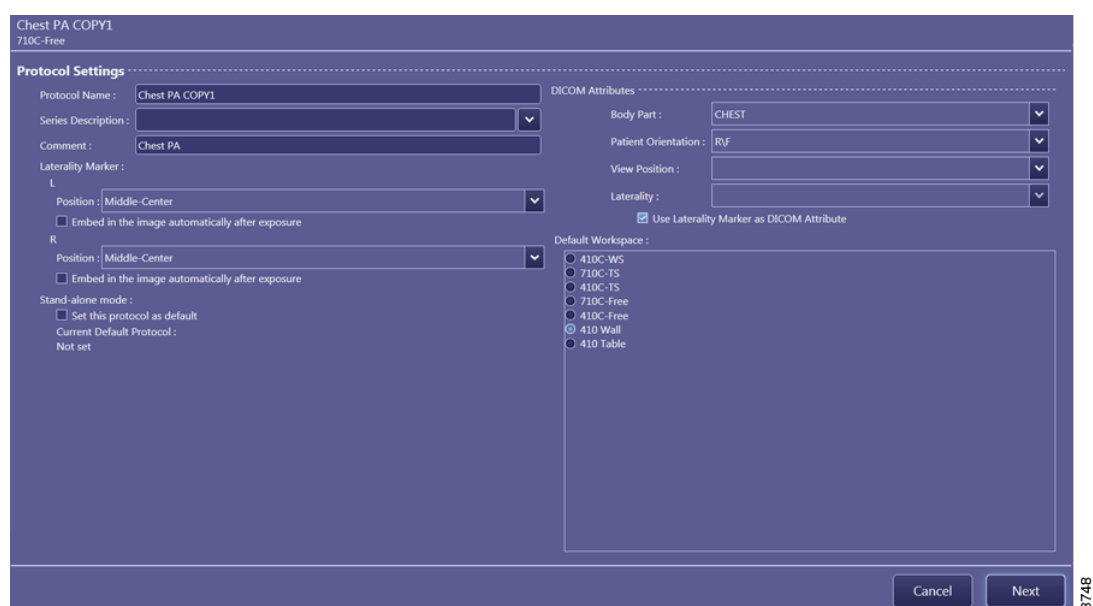 Chest PA COPY1
710C-Free
Protocol Settings
Protocol Name : Chest PA COPY1
Series Description :
Comment : Chest PA
Laterality Marker :
L
Position : Middle-Center
Embed in the image automatically after exposure
R
Position : Middle-Center
Embed in the image automatically after exposure
Stand-alone mode :
Set this protocol as default
Current Default Protocol :
Not set
DICOM Attributes
Body Part : CHEST
Patient Orientation : R\F
View Position :
Laterality :
Use Laterality Marker as DICOM Attribute
Default Workspace :
410C-WS
710C-TS
410C-TS
710C-Free
410C-Free
410 Wall
410 Table
Cancel Next